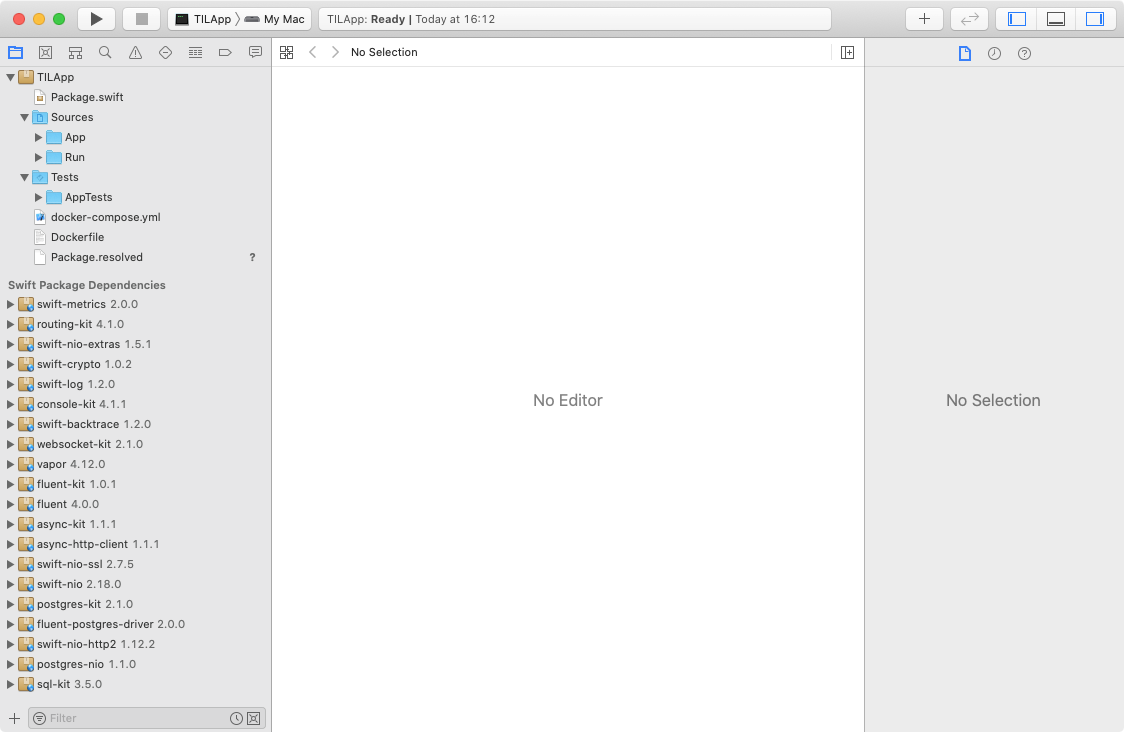 TILApp 〉 My Mac
TILApp: Ready | Today at 16:12
No Selection
TILApp
Package.swift
Sources
App
Run
Tests
AppTests
docker-compose.yml
Dockerfile
Package.resolved ?
Swift Package Dependencies
swift-metrics 2.0.0
routing-kit 4.1.0
swift-nio-extras 1.5.1
swift-crypto 1.0.2
swift-log 1.2.0
console-kit 4.1.1
swift-backtrace 1.2.0
websocket-kit 2.1.0
vapor 4.12.0
fluent-kit 1.0.1
fluent 4.0.0
async-kit 1.1.1
async-http-client 1.1.1
swift-nio-ssl 2.7.5
swift-nio 2.18.0
postgres-kit 2.1.0
fluent-postgres-driver 2.0.0
swift-nio-http2 1.12.2
postgres-nio 1.1.0
sql-kit 3.5.0
Filter
No Editor
No Selection